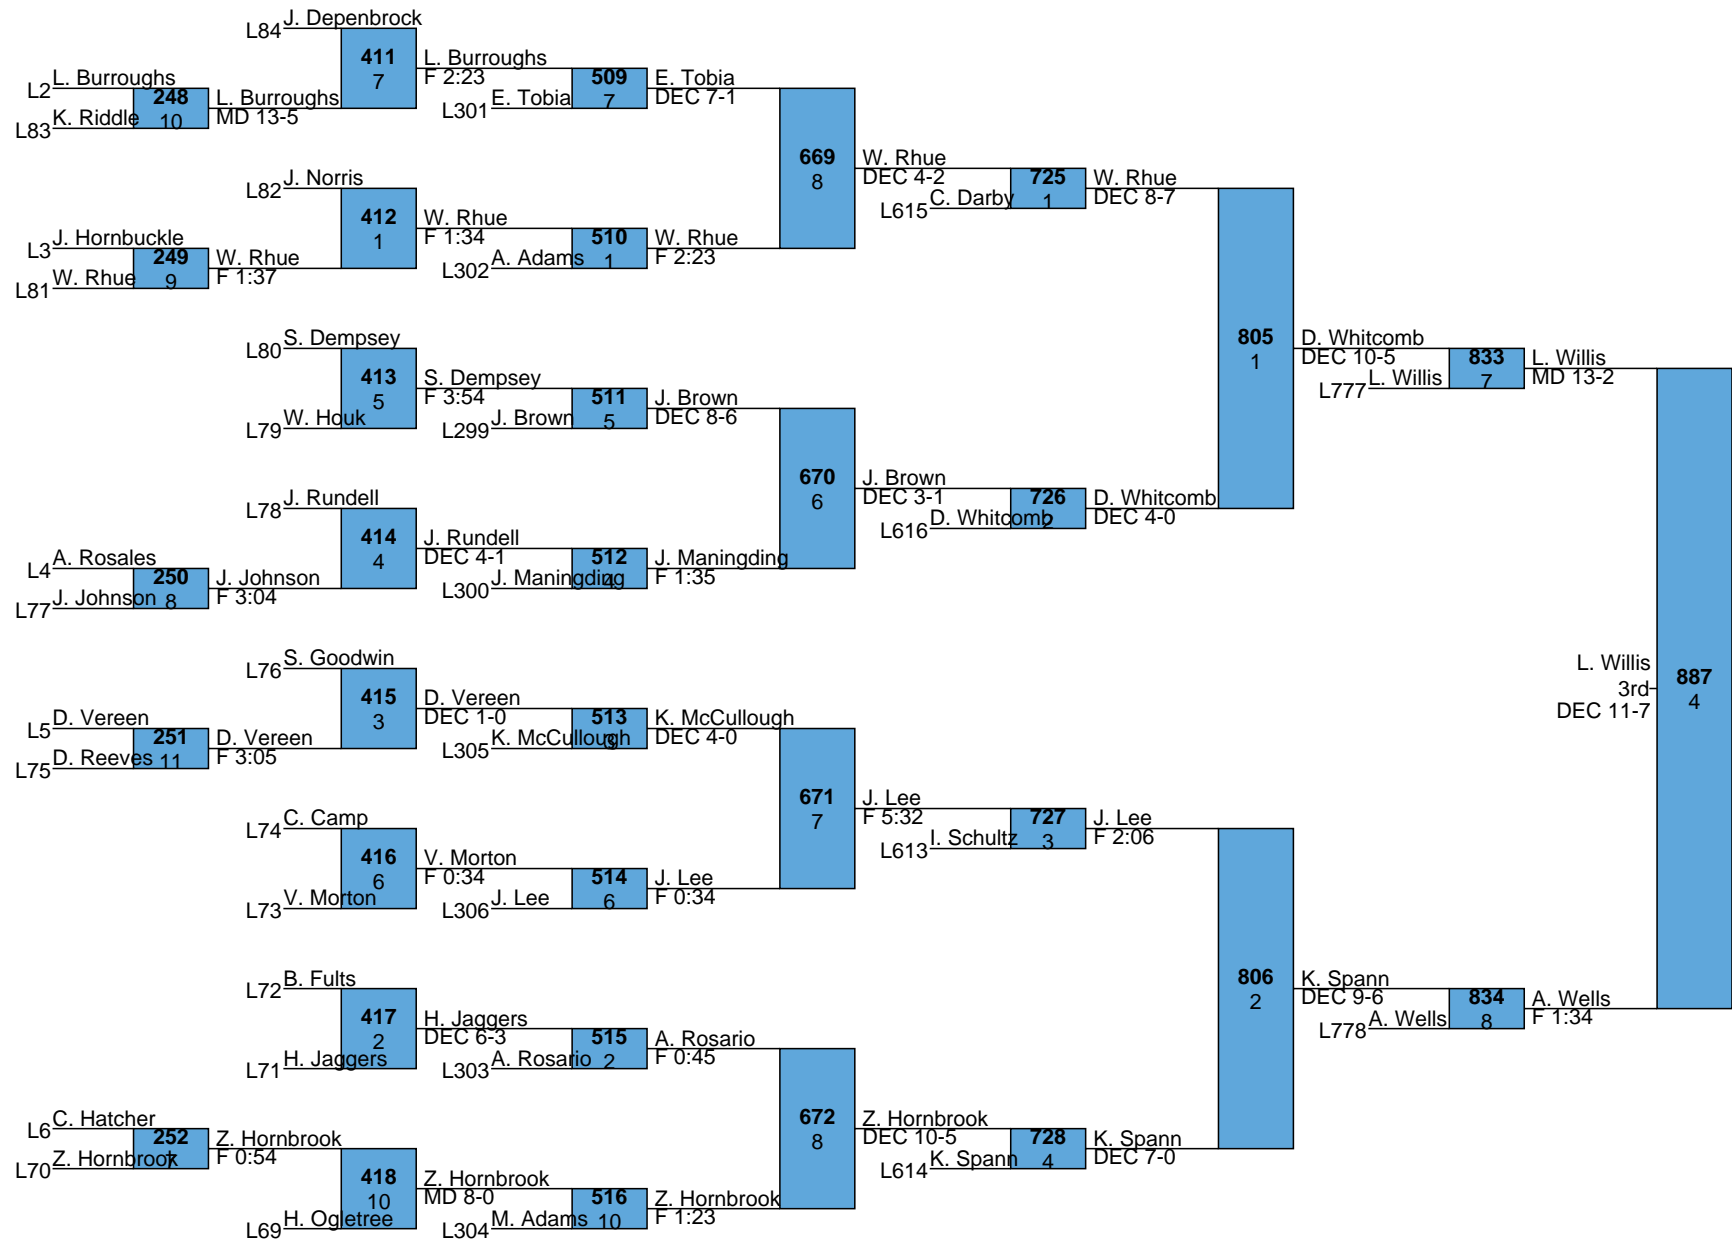 L84 J. Depenbrock
411
7
L. Burroughs
F 2:23
L2 L. Burroughs
248
10
L83 K. Riddle
L. Burroughs
MD 13-5
509
7
L301 E. Tobia
E. Tobia
DEC 7-1
L82 J. Norris
412
1
W. Rhue
F 1:34
L3 J. Hornbuckle
249
9
L81 W. Rhue
W. Rhue
F 1:37
510
1
L302 A. Adams
W. Rhue
F 2:23
669
8
W. Rhue
DEC 4-2
725
1
L615 C. Darby
W. Rhue
DEC 8-7
L80 S. Dempsey
413
5
L79 W. Houk
S. Dempsey
F 3:54
511
5
L299 J. Brown
J. Brown
DEC 8-6
L78 J. Rundell
414
4
J. Rundell
DEC 4-1
L4 A. Rosales
250
8
L77 J. Johnson
J. Johnson
F 3:04
512
4
L300 J. Maningding
J. Maningding
F 1:35
670
6
J. Brown
DEC 3-1
726
2
L616 D. Whitcomb
D. Whitcomb
DEC 4-0
805
1
D. Whitcomb
DEC 10-5
833
7
L777 L. Willis
L. Willis
MD 13-2
L76 S. Goodwin
415
3
D. Vereen
DEC 1-0
L5 D. Vereen
251
11
L75 D. Reeves
D. Vereen
F 3:05
513
3
L305 K. McCullough
K. McCullough
DEC 4-0
L74 C. Camp
416
6
L73 V. Morton
V. Morton
F 0:34
514
6
L306 J. Lee
J. Lee
F 0:34
671
7
J. Lee
F 5:32
727
3
L613 I. Schultz
J. Lee
F 2:06
L72 B. Fults
417
2
L71 H. Jaggers
H. Jaggers
DEC 6-3
515
2
L303 A. Rosario
A. Rosario
F 0:45
L6 C. Hatcher
252
7
L70 Z. Hornbrook
Z. Hornbrook
F 0:54
418
10
L69 H. Ogletree
Z. Hornbrook
MD 8-0
516
10
L304 M. Adams
Z. Hornbrook
F 1:23
672
8
Z. Hornbrook
DEC 10-5
728
4
L614 K. Spann
K. Spann
DEC 7-0
806
2
K. Spann
DEC 9-6
834
8
L778 A. Wells
A. Wells
F 1:34
887
4
L. Willis
3rd
DEC 11-7